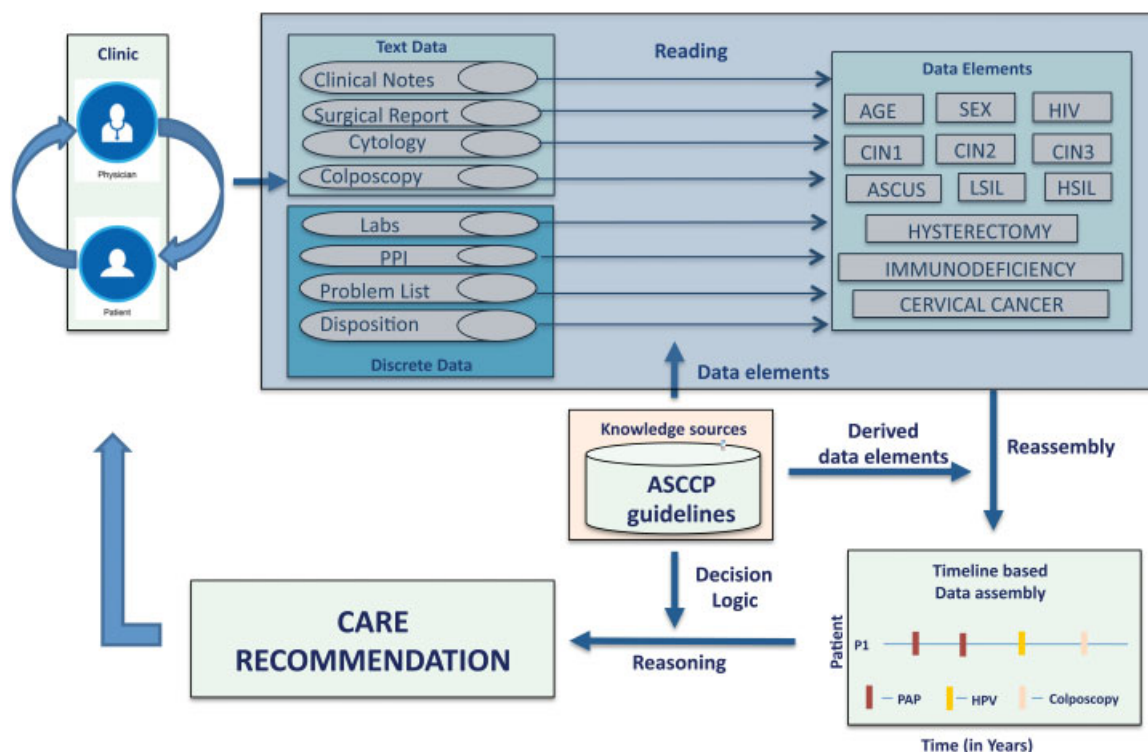 Clinic
Physician
Patient
Text Data
Clinical Notes
Surgical Report
Cytology
Colposcopy
Labs
PPI
Problem List
Disposition
Discrete Data
Reading
Data Elements
AGE
SEX
HIV
CIN1
CIN2
CIN3
ASCUS
LSIL
HSIL
HYSTERECTOMY
IMMUNODEFICIENCY
CERVICAL CANCER
Data elements
Knowledge sources
ASCCP
guidelines
Derived
data elements
Reassembly
Decision
Logic
Reasoning
CARE
RECOMMENDATION
Timeline based
Data assembly
Patient
P1
PAP
HPV
Colposcopy
Time (in Years)